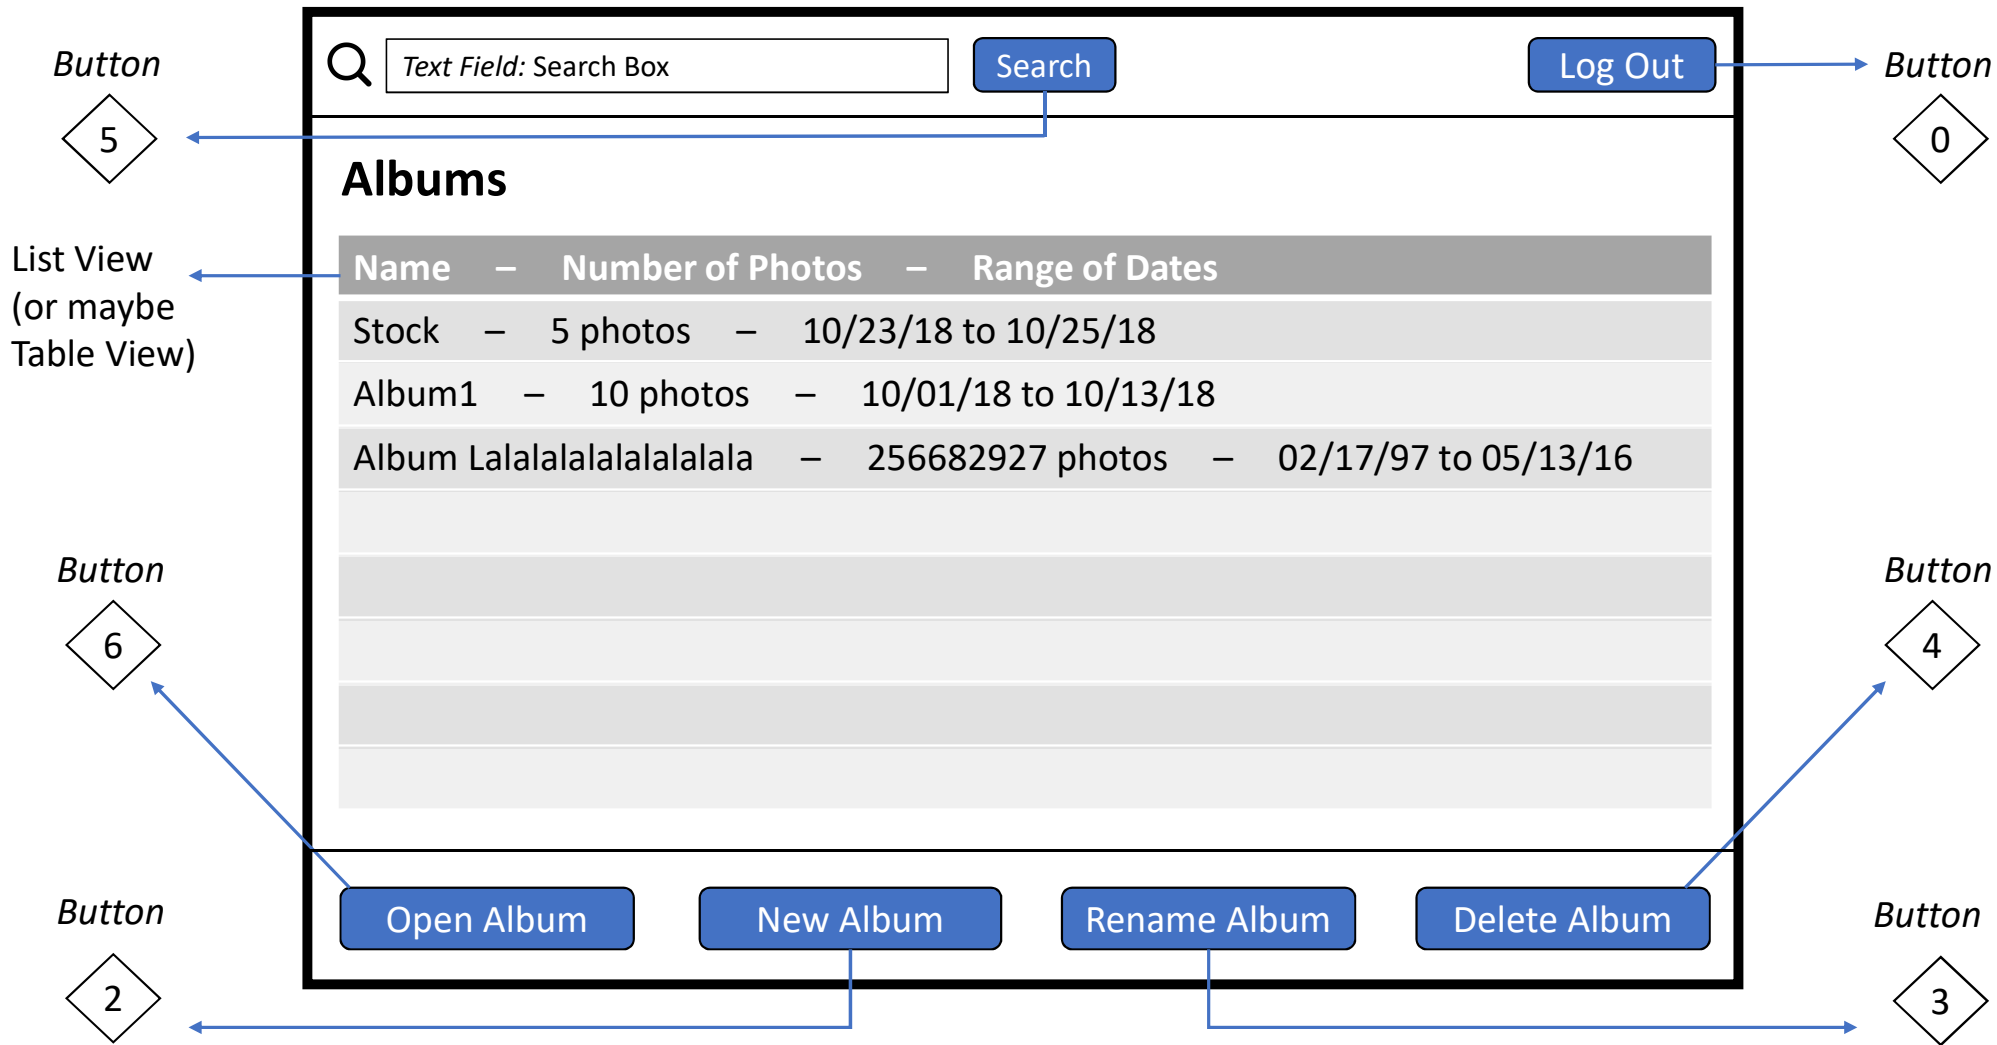 Button
5
Text Field: Search Box
Search
Log Out
Button
0
Albums
List View
(or maybe
Table View)
Name – Number of Photos – Range of Dates
Stock – 5 photos – 10/23/18 to 10/25/18
Album1 – 10 photos – 10/01/18 to 10/13/18
Album Lalalalalalalalalala – 256682927 photos – 02/17/97 to 05/13/16
Button
6
Button
4
Open Album
New Album
Rename Album
Delete Album
Button
2
Button
3